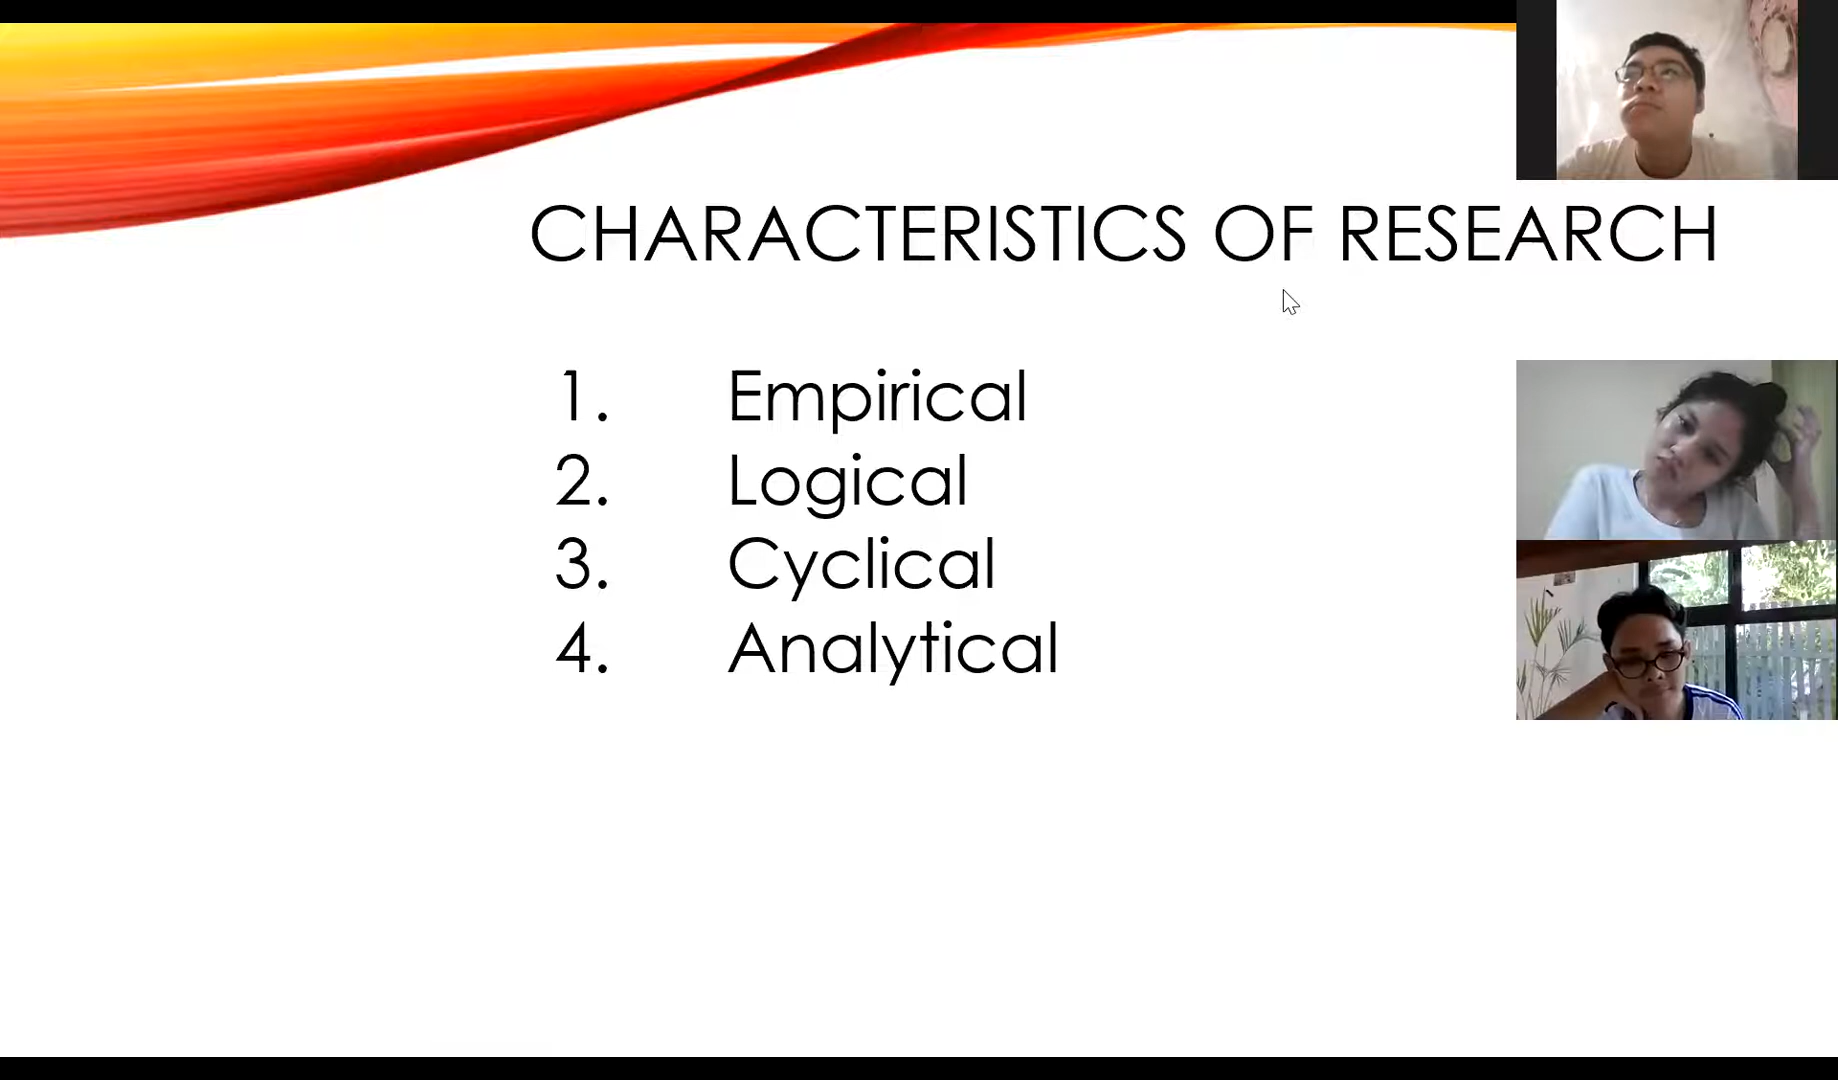 CHARACTERISTICS OF RESEARCH
1. Empirical
2. Logical
3. Cyclical
4. Analytical